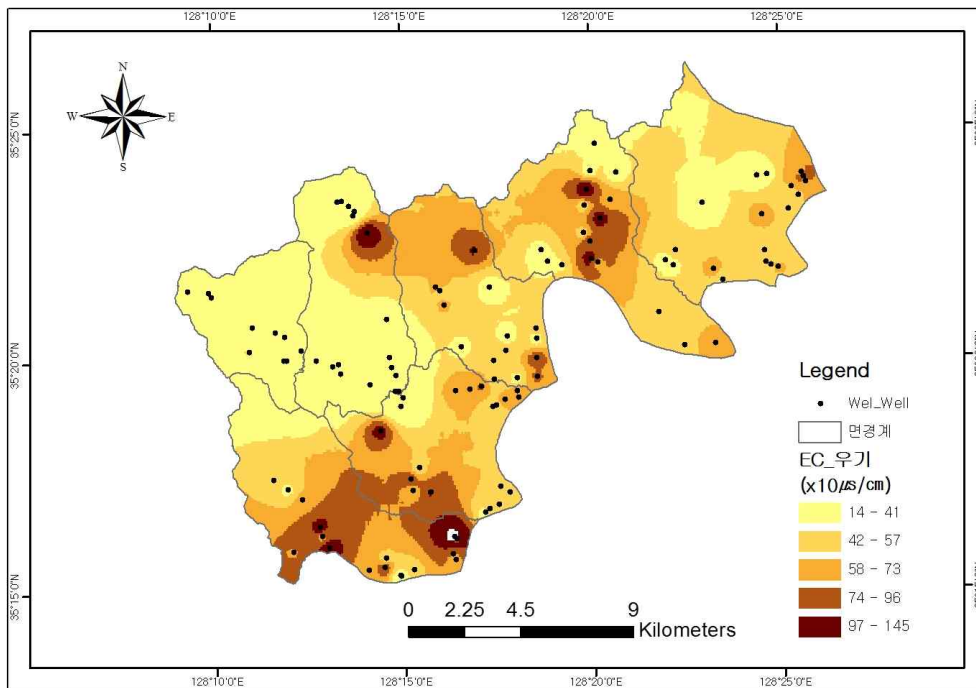 128°10'0"E 128°15'0"E 128°20'0"E 128°25'0"E
N
W E
S
35°25'0"N
35°20'0"N
35°15'0"N
Legend
Wel_Well
면경계
EC_우기
(x10㎲/cm)
14 - 41
42 - 57
58 - 73
74 - 96
97 - 145
0 2.25 4.5 9
Kilometers
128°10'0"E 128°15'0"E 128°20'0"E 128°25'0"E